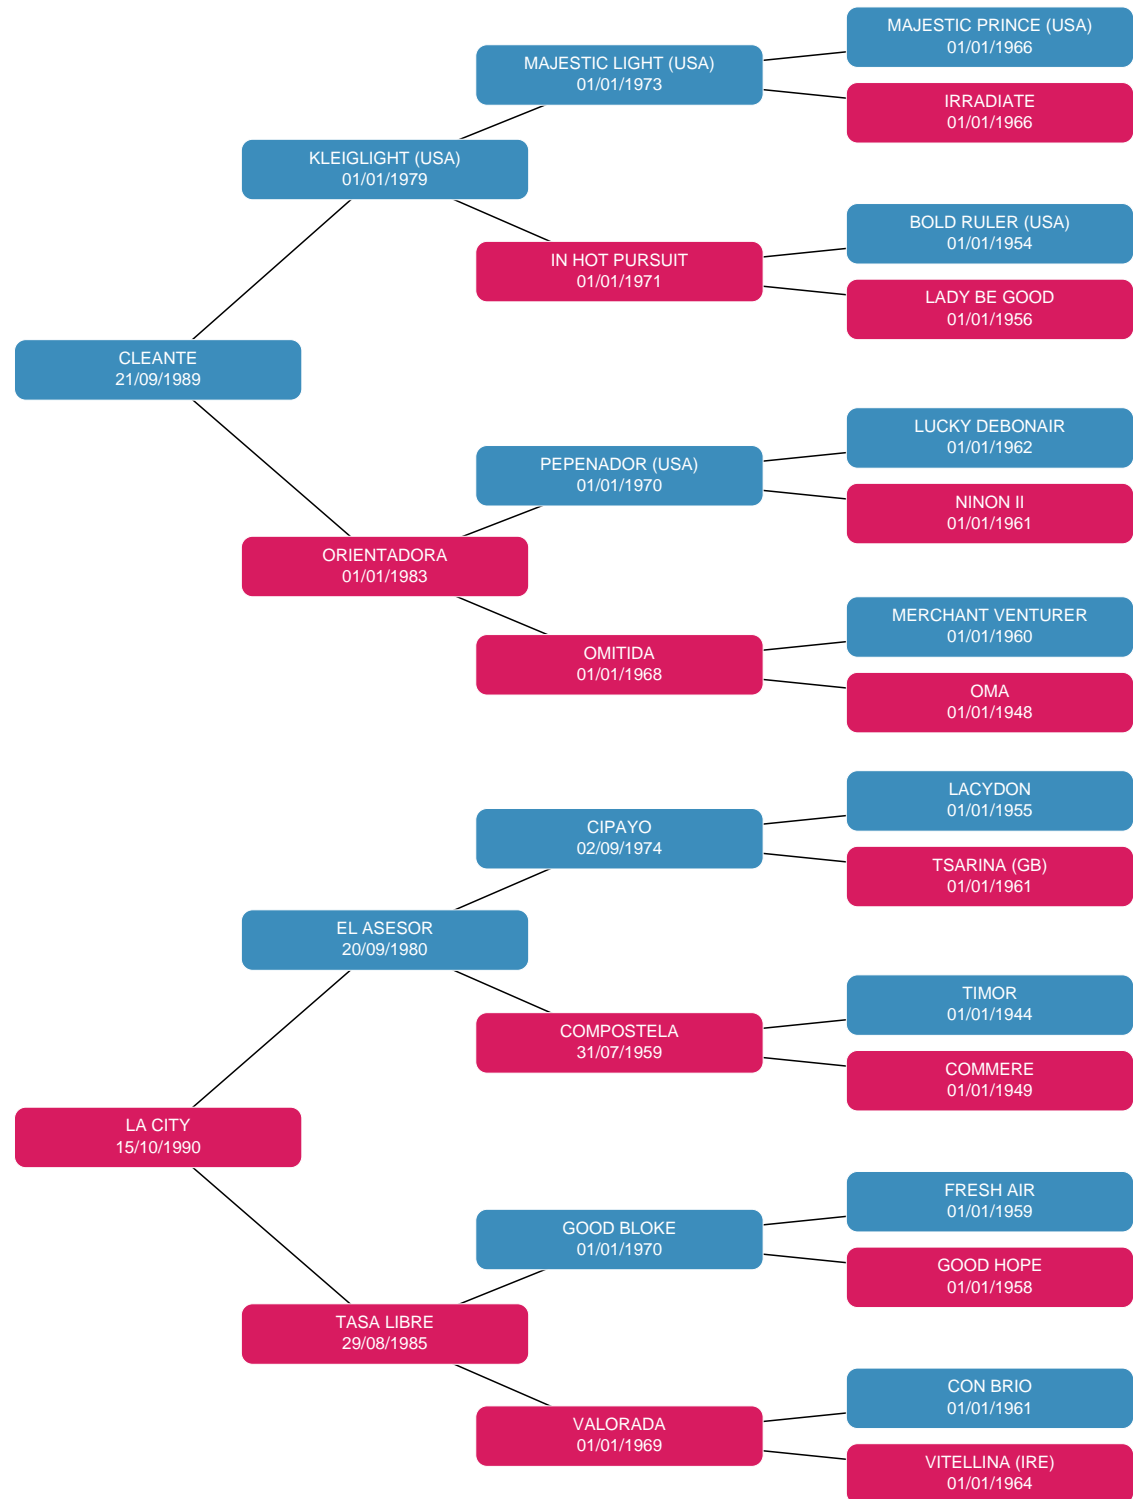 MAJESTIC PRINCE (USA)
01/01/1966
MAJESTIC LIGHT (USA)
01/01/1973
IRRADIATE
01/01/1966
KLEIGLIGHT (USA)
01/01/1979
BOLD RULER (USA)
01/01/1954
IN HOT PURSUIT
01/01/1971
LADY BE GOOD
01/01/1956
CLEANTE
21/09/1989
LUCKY DEBONAIR
01/01/1962
PEPENADOR (USA)
01/01/1970
NINON II
01/01/1961
ORIENTADORA
01/01/1983
MERCHANT VENTURER
01/01/1960
OMITIDA
01/01/1968
OMA
01/01/1948
LACYDON
01/01/1955
CIPAYO
02/09/1974
TSARINA (GB)
01/01/1961
EL ASESOR
20/09/1980
TIMOR
01/01/1944
COMPOSTELA
31/07/1959
COMMERE
01/01/1949
LA CITY
15/10/1990
FRESH AIR
01/01/1959
GOOD BLOKE
01/01/1970
GOOD HOPE
01/01/1958
TASA LIBRE
29/08/1985
CON BRIO
01/01/1961
VALORADA
01/01/1969
VITELLINA (IRE)
01/01/1964